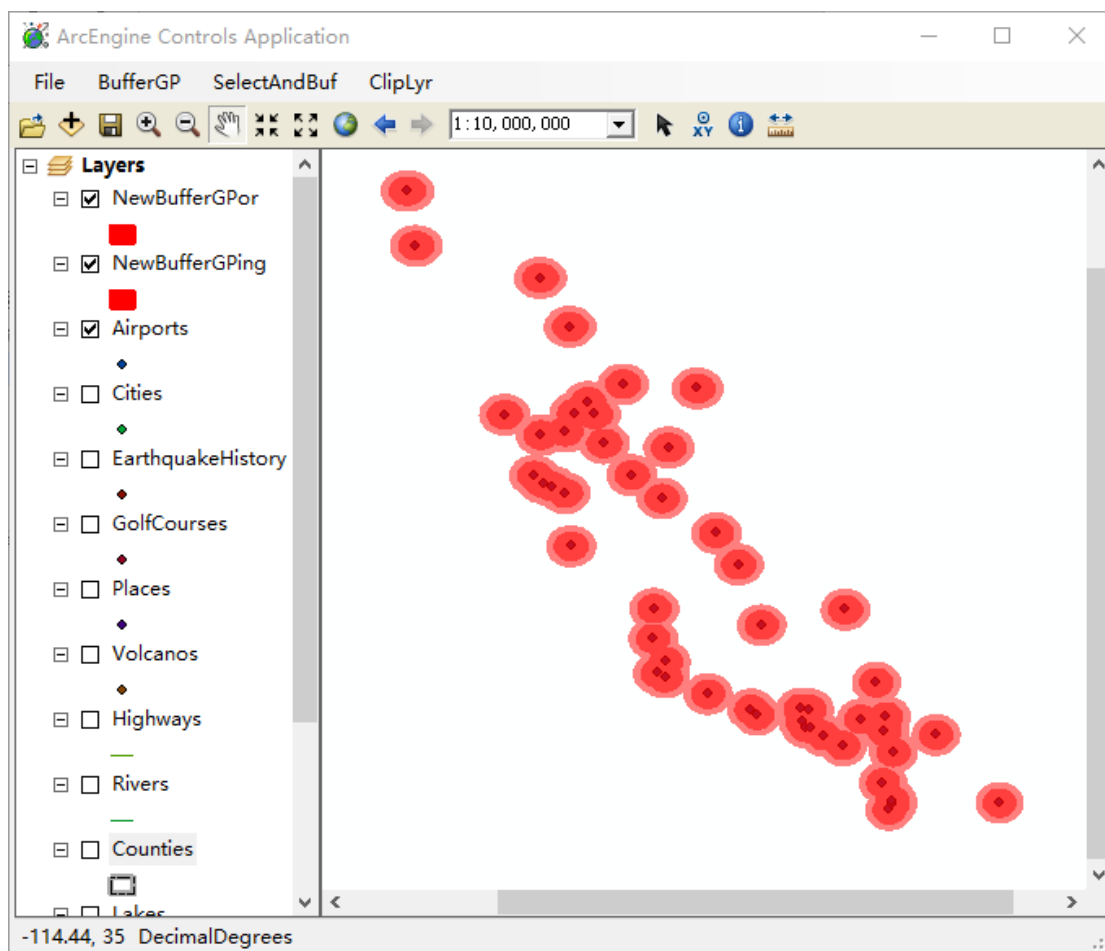 ArcEngine Controls Application
File BufferGP SelectAndBuf ClipLyr
1:10,000,000 XY
Layers
NewBufferGPor
NewBufferGPing
Airports
Cities
EarthquakeHistory
GolfCourses
Places
Volcanos
Highways
Rivers
Counties
Lakes
-114.44, 35 DecimalDegrees